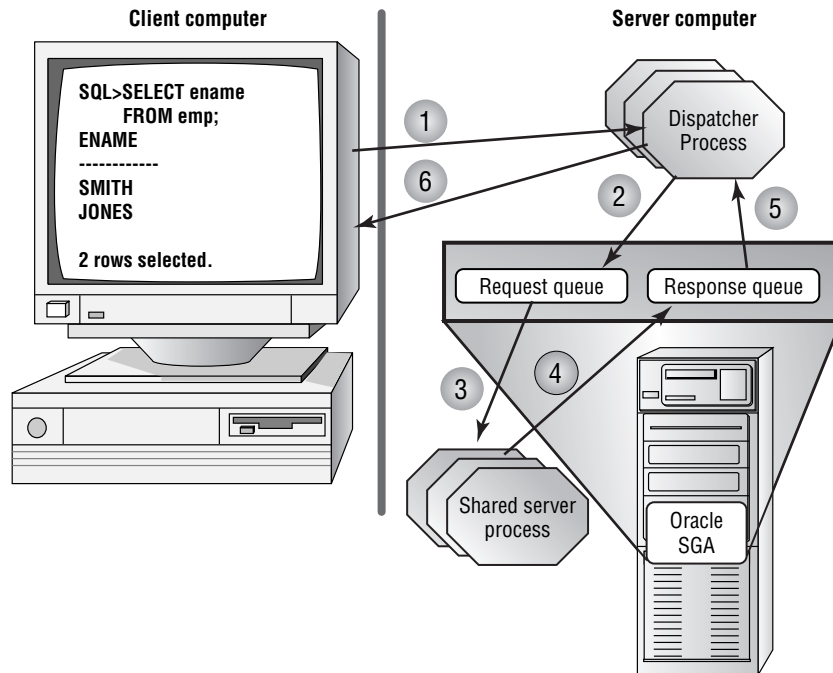 Client computer
Server computer
SQL>SELECT ename
FROM emp;
ENAME
------------
SMITH
JONES
2 rows selected.
Dispatcher
Process
1
6
2
5
Request queue
Response queue
3
4
Shared server
process
Oracle
SGA